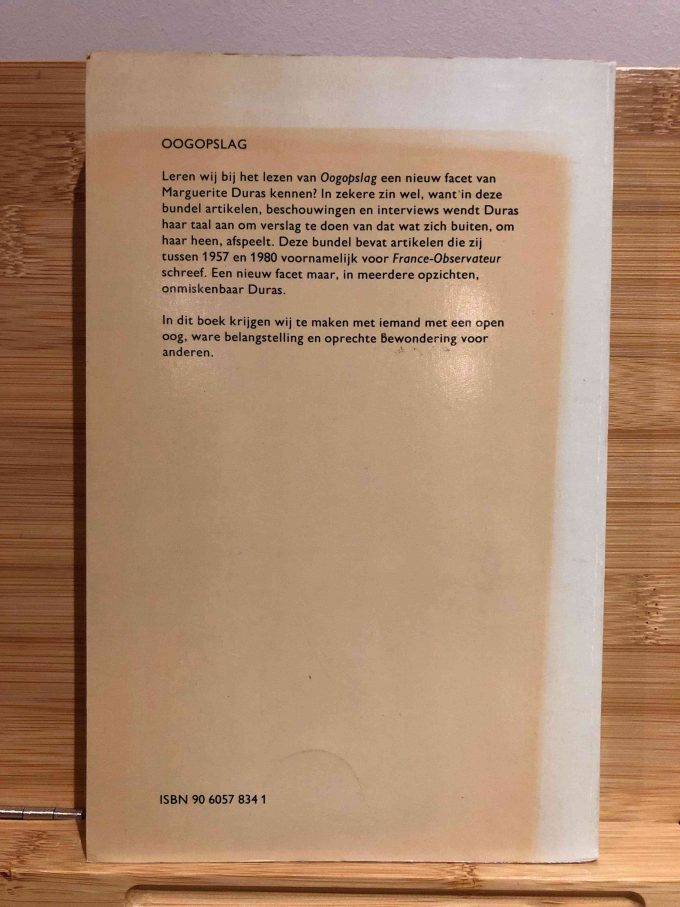 OOGOPSLAG
Leren wij bij het lezen van Oogopslag een nieuw facet van
Marguerite Duras kennen? In zekere zin wel, want in deze
bundel artikelen, beschouwingen en interviews wendt Duras
haar taal aan om verslag te doen van dat wat zich buiten, om
haar heen, afspeelt. Deze bundel bevat artikelen die zij
tussen 1957 en 1980 voornamelijk voor France-Observateur
schreef. Een nieuw facet maar, in meerdere opzichten,
onmiskenbaar Duras.
In dit boek krijgen wij te maken met iemand met een open
oog, ware belangstelling en oprechte Bewondering voor
anderen.
ISBN 90 6057 834 1